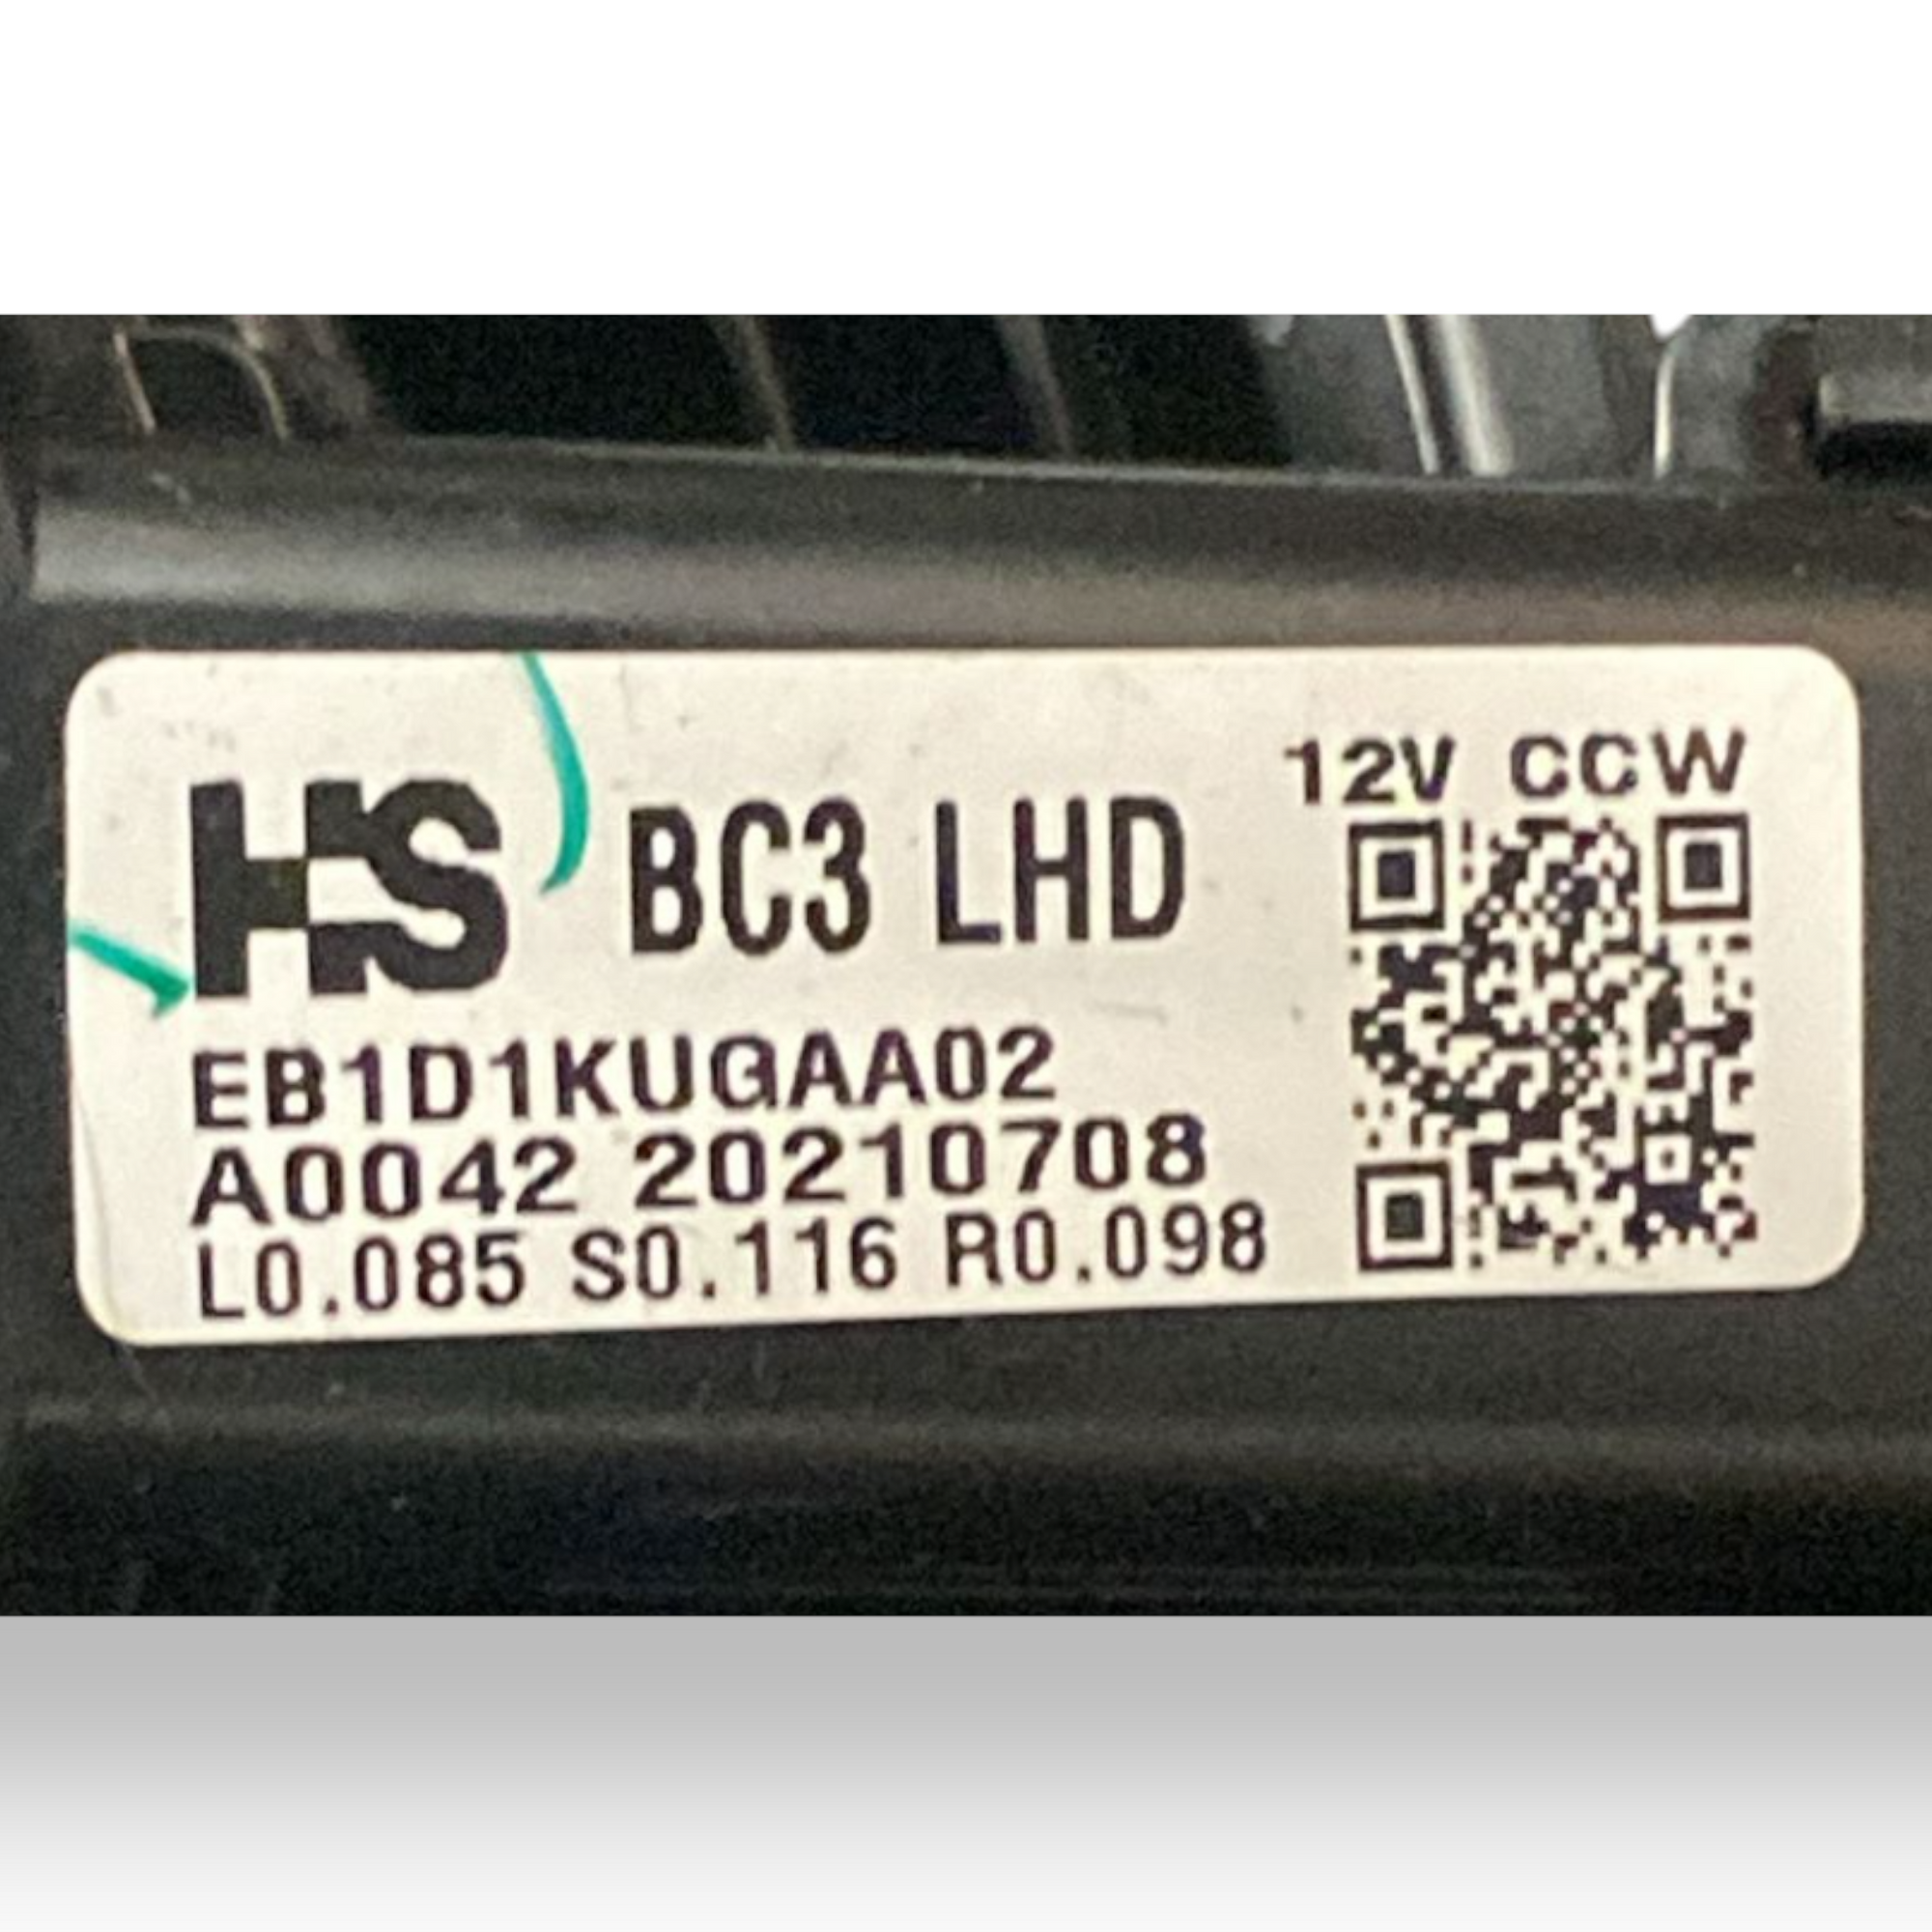 HS BC3 LHD
12V CCW
EB1D1KUGAA02
A0042 20210708
L0.085 S0.116 R0.098